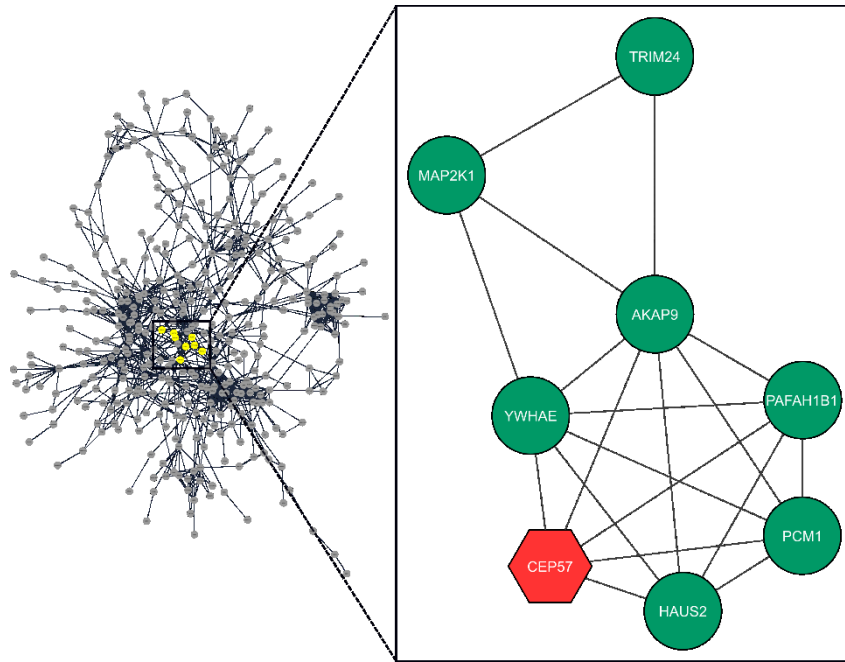 TRIM24
MAP2K1
AKAP9
PAFAH1B1
YWHAE
PCM1
CEP57
HAUS2